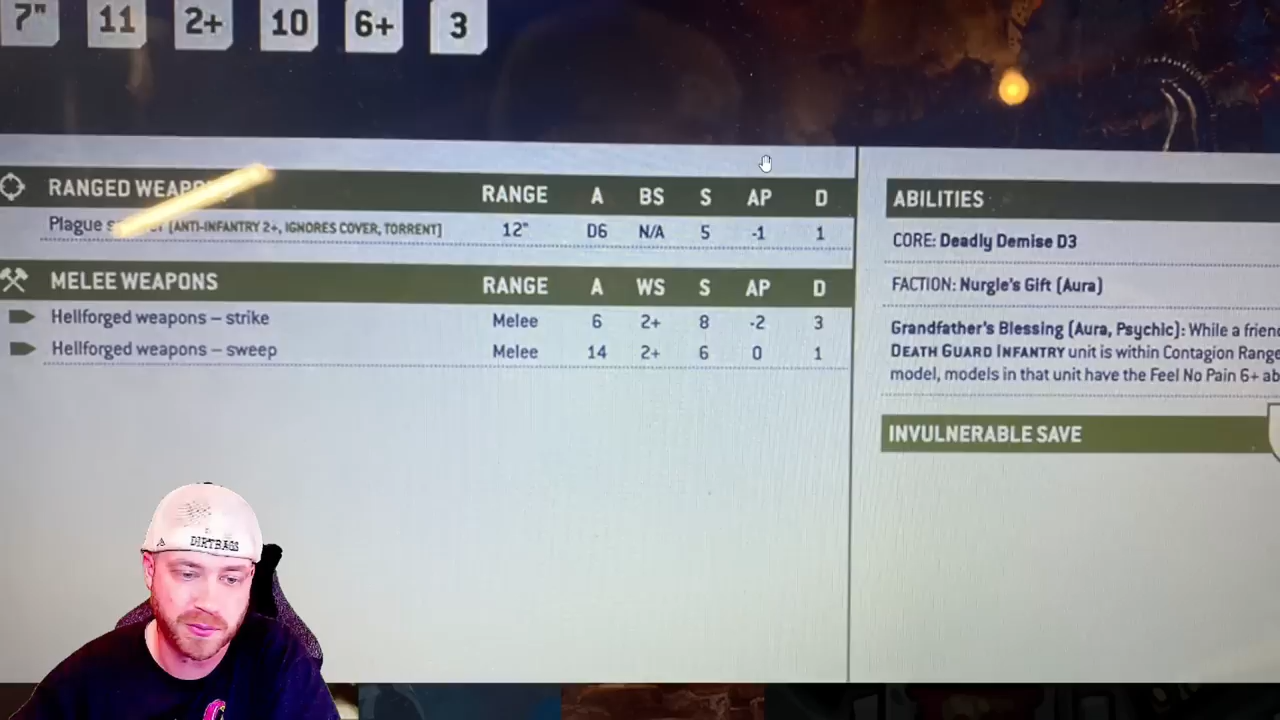 7" 11 2+ 10 6+ 3
RANGED WEAPONS RANGE A BS S AP D
Plague [ANTI-INFANTRY 2+, IGNORES COVER, TORRENT] 12" D6 N/A 5 -1 1
MELEE WEAPONS RANGE A WS S AP D
Hellforged weapons – strike Melee 6 2+ 8 -2 3
Hellforged weapons – sweep Melee 14 2+ 6 0 1
ABILITIES
CORE: Deadly Demise D3
FACTION: Nurgle's Gift (Aura)
Grandfather's Blessing (Aura, Psychic): While a frien
DEATH GUARD INFANTRY unit is within Contagion Range
model, models in that unit have the Feel No Pain 6+ ab
INVULNERABLE SAVE
DIRTBAGS